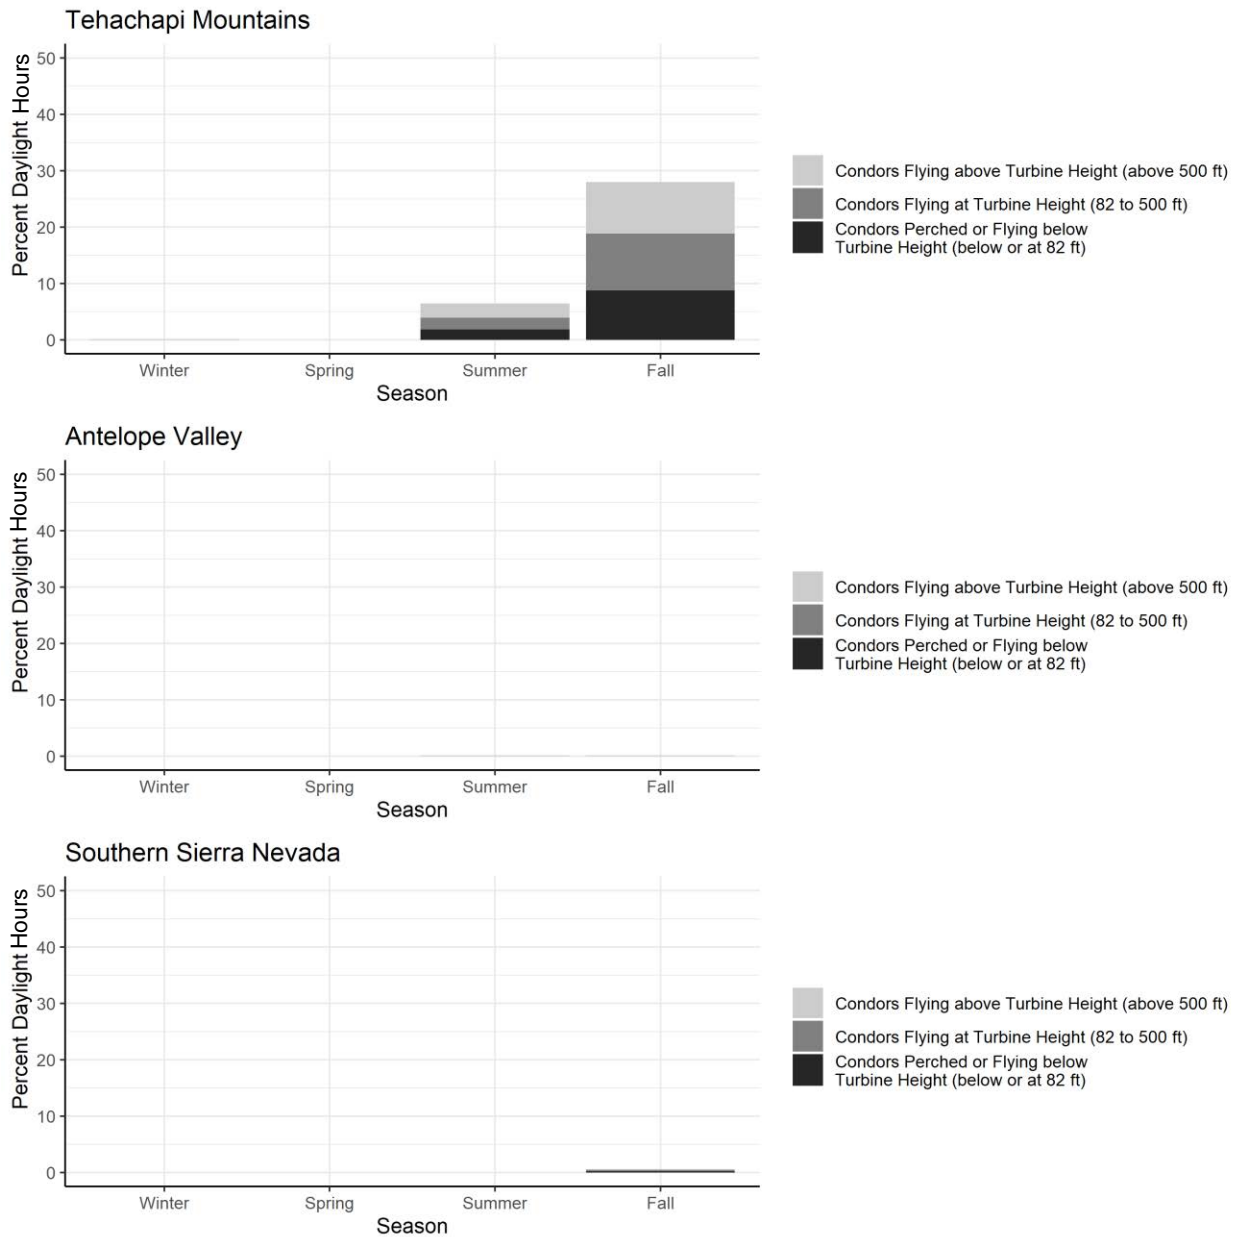 Tehachapi Mountains
Percent Daylight Hours
50
40
30
20
10
0
Winter Spring Summer Fall
Season
Condors Flying above Turbine Height (above 500 ft)
Condors Flying at Turbine Height (82 to 500 ft)
Condors Perched or Flying below
Turbine Height (below or at 82 ft)
Antelope Valley
Percent Daylight Hours
50
40
30
20
10
0
Winter Spring Summer Fall
Season
Condors Flying above Turbine Height (above 500 ft)
Condors Flying at Turbine Height (82 to 500 ft)
Condors Perched or Flying below
Turbine Height (below or at 82 ft)
Southern Sierra Nevada
Percent Daylight Hours
50
40
30
20
10
0
Winter Spring Summer Fall
Season
Condors Flying above Turbine Height (above 500 ft)
Condors Flying at Turbine Height (82 to 500 ft)
Condors Perched or Flying below
Turbine Height (below or at 82 ft)